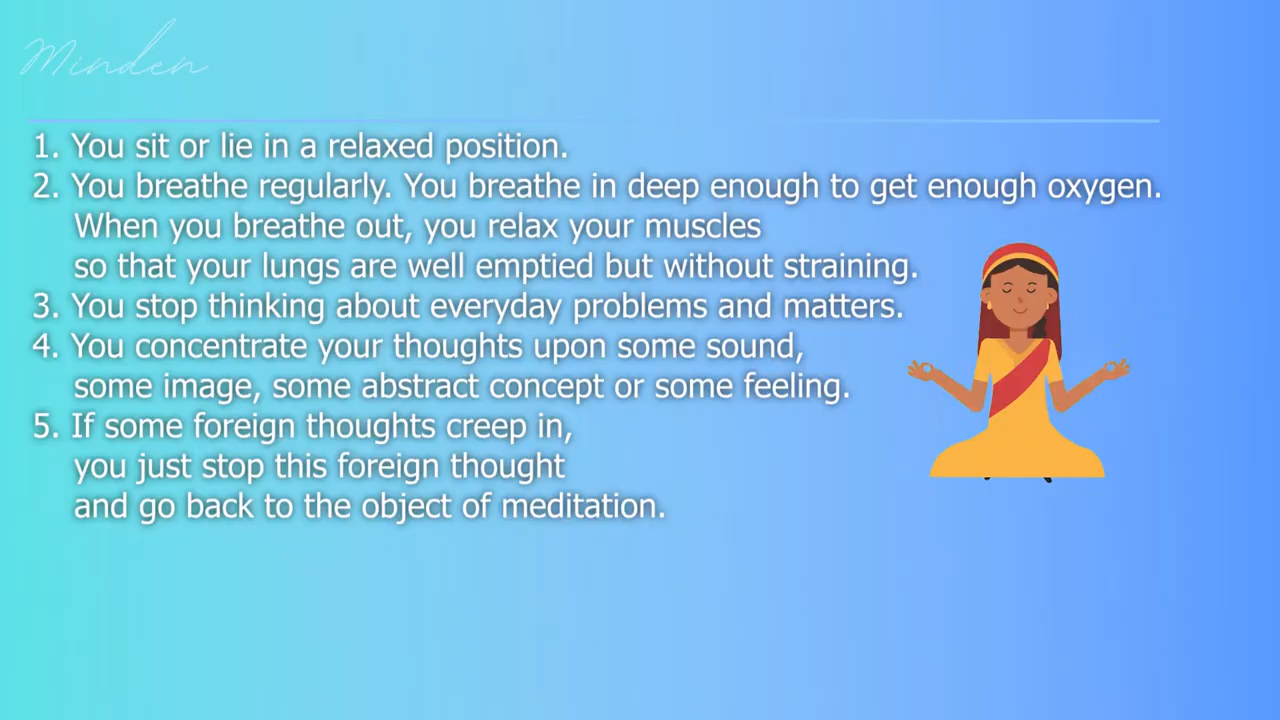 Minden
1. You sit or lie in a relaxed position.
2. You breathe regularly. You breathe in deep enough to get enough oxygen.
When you breathe out, you relax your muscles
so that your lungs are well emptied but without straining.
3. You stop thinking about everyday problems and matters.
4. You concentrate your thoughts upon some sound,
some image, some abstract concept or some feeling.
5. If some foreign thoughts creep in,
you just stop this foreign thought
and go back to the object of meditation.